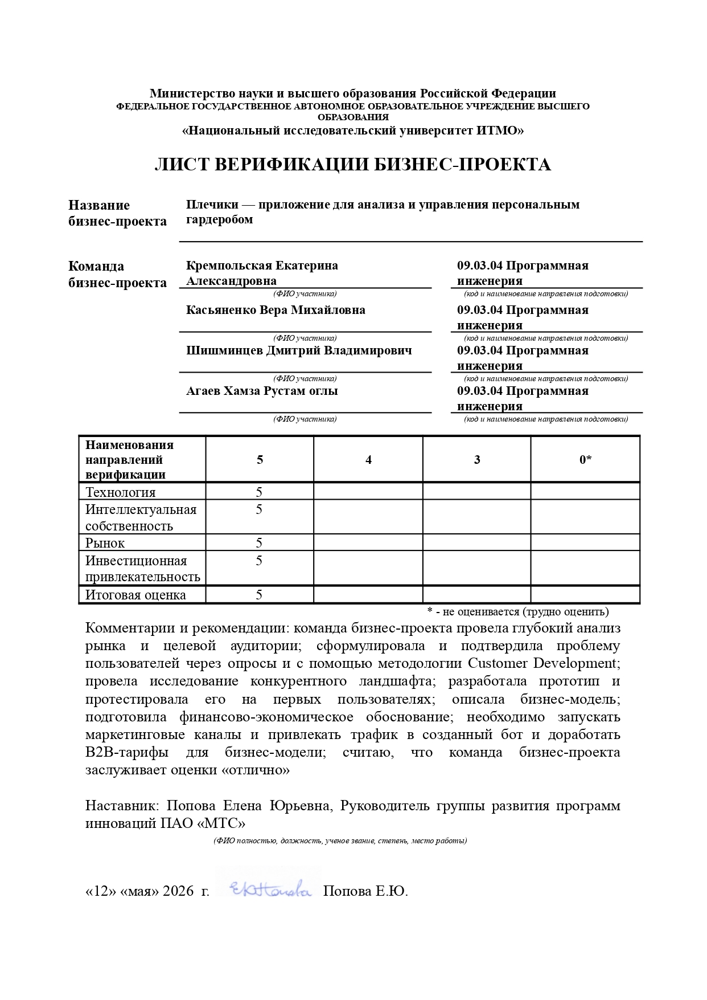 Министерство науки и высшего образования Российской Федерации
ФЕДЕРАЛЬНОЕ ГОСУДАРСТВЕННОЕ АВТОНОМНОЕ ОБРАЗОВАТЕЛЬНОЕ УЧРЕЖДЕНИЕ ВЫСШЕГО
ОБРАЗОВАНИЯ
«Национальный исследовательский университет ИТМО»
ЛИСТ ВЕРИФИКАЦИИ БИЗНЕС-ПРОЕКТА
Название
бизнес-проекта
Плечики — приложение для анализа и управления персональным
гардеробом
Команда
бизнес-проекта
Кремпольская Екатерина
Александровна
09.03.04 Программная
инженерия
(ФИО участника)
(код и наименование направления подготовки)
Касьяненко Вера Михайловна
09.03.04 Программная
инженерия
(ФИО участника)
(код и наименование направления подготовки)
Шишминцев Дмитрий Владимирович
09.03.04 Программная
инженерия
(ФИО участника)
(код и наименование направления подготовки)
Агаев Хамза Рустам оглы
09.03.04 Программная
инженерия
(ФИО участника)
(код и наименование направления подготовки)
Наименования
направлений
верификации
5 4 3 0*
Технология 5
Интеллектуальная
собственность
5
Рынок 5
Инвестиционная
привлекательность
5
Итоговая оценка 5
* - не оценивается (трудно оценить)
Комментарии и рекомендации: команда бизнес-проекта провела глубокий анализ
рынка и целевой аудитории; сформулировала и подтвердила проблему
пользователей через опросы и с помощью методологии Customer Development;
провела исследование конкурентного ландшафта; разработала прототип и
протестировала его на первых пользователях; описала бизнес-модель;
подготовила финансово-экономическое обоснование; необходимо запускать
маркетинговые каналы и привлекать трафик в созданный бот и доработать
B2B-тарифы для бизнес-модели; считаю, что команда бизнес-проекта
заслуживает оценки «отлично»
Наставник: Попова Елена Юрьевна, Руководитель группы развития программ
инноваций ПАО «МТС»
(ФИО полностью, должность, ученое звание, степень, место работы)
«12» «мая» 2026 г. Попова Е.Ю.